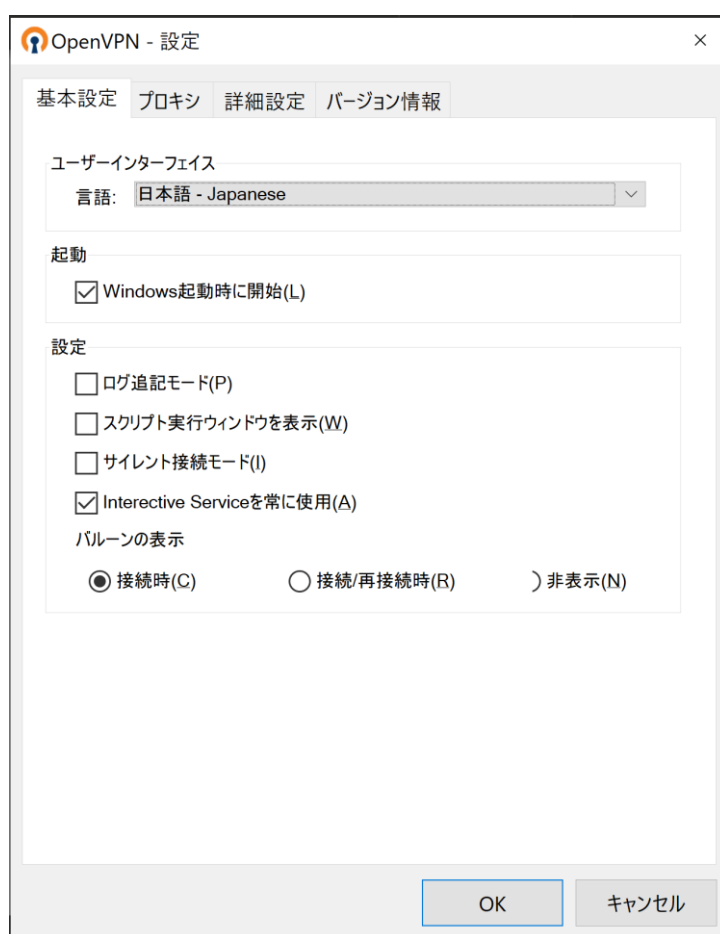 OpenVPN - 設定
基本設定 プロキシ 詳細設定 バージョン情報
ユーザーインターフェイス
言語: 日本語 - Japanese
起動
Windows起動時に開始(L)
設定
ログ追記モード(P)
スクリプト実行ウィンドウを表示(W)
サイレント接続モード(I)
Interective Serviceを常に使用(A)
バルーンの表示
接続時(C) 接続/再接続時(R) 非表示(N)
OK キャンセル